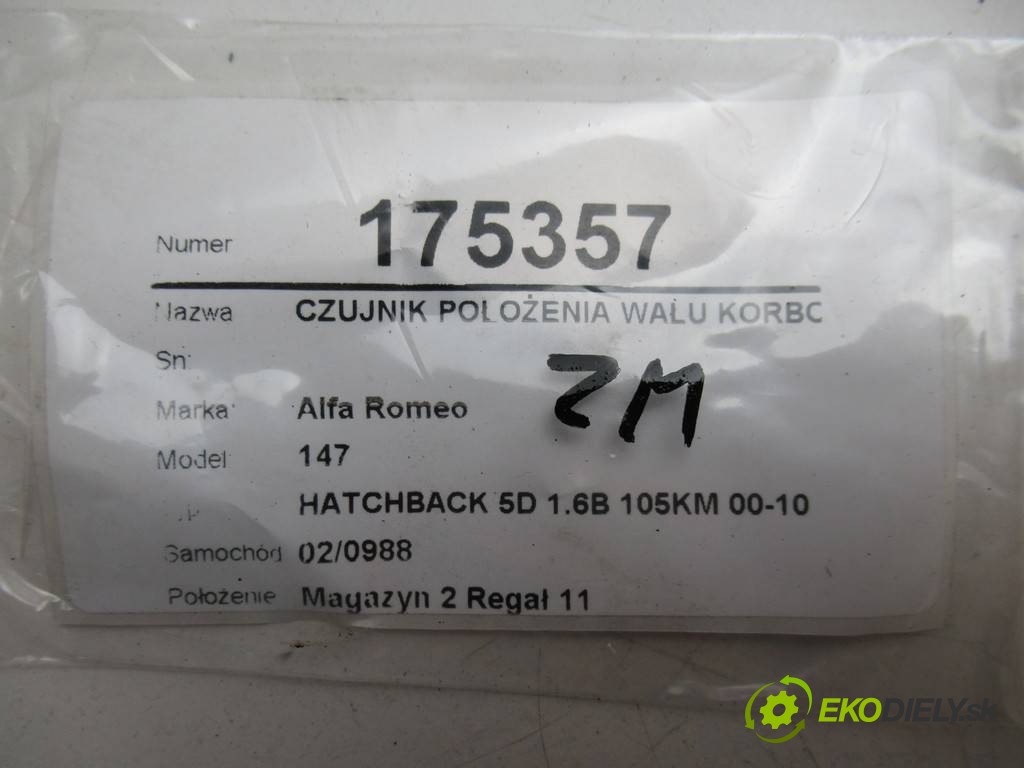 Numer 175357
Nazwa CZUJNIK POŁOŻENIA WAŁU KORBO
Sn:
Marka: Alfa Romeo
Model: 147
HATCHBACK 5D 1.6B 105KM 00-10
Samochód 02/0988
Położenie Magazyn 2 Regał 11
ZM
EKODIELY.sk